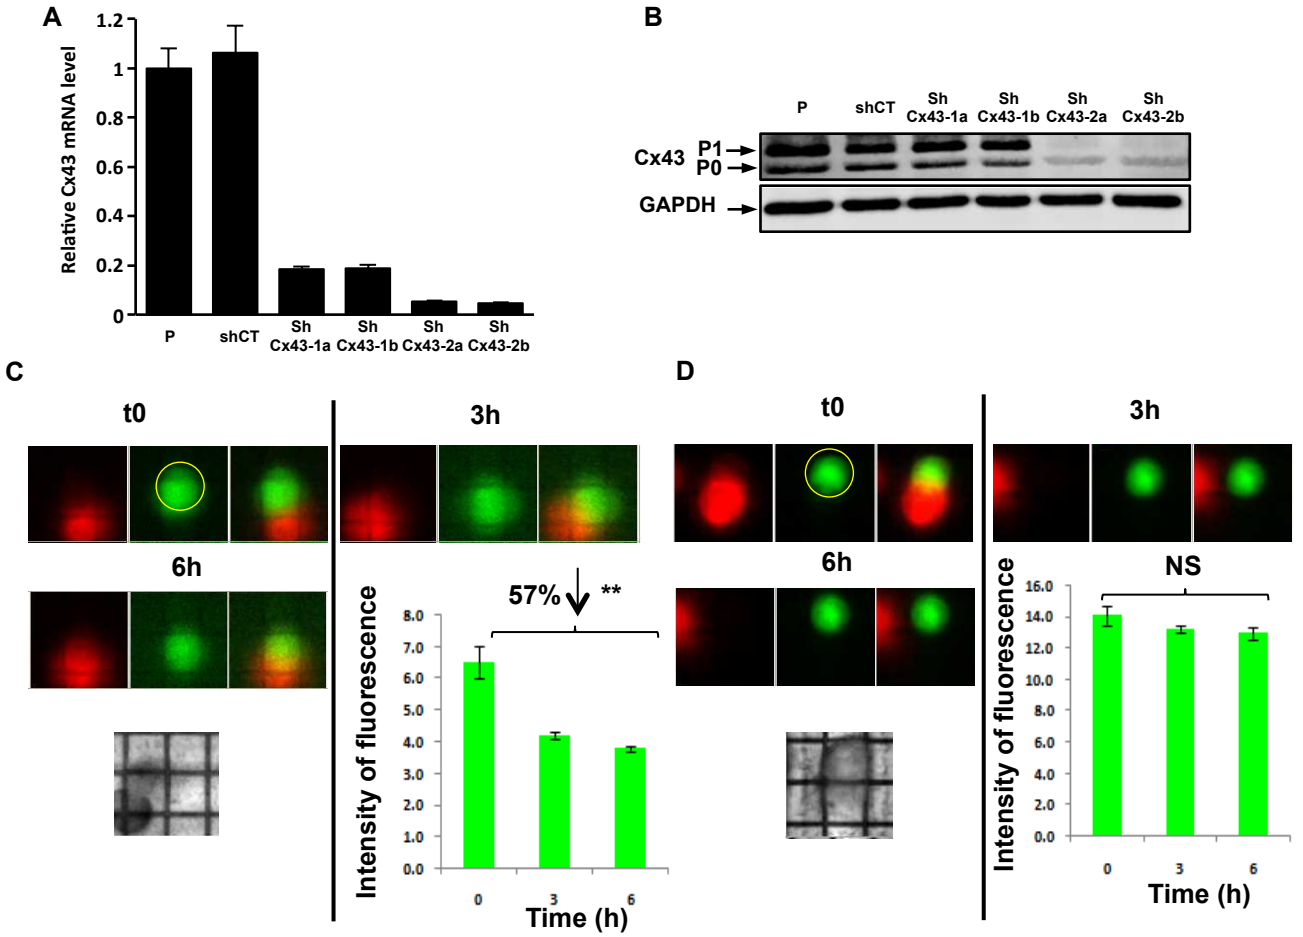 A
Relative Cx43 mRNA level
1.2
1
0.8
0.6
0.4
0.2
0
P
shCT
Sh
Cx43-1a
Sh
Cx43-1b
Sh
Cx43-2a
Sh
Cx43-2b
B
P
shCT
Sh
Cx43-1a
Sh
Cx43-1b
Sh
Cx43-2a
Sh
Cx43-2b
Cx43
P1
P0
GAPDH
C
t0
3h
6h
57%
**
Intensity of fluorescence
8.0
7.0
6.0
5.0
4.0
3.0
2.0
1.0
0.0
0
3
6
Time (h)
D
t0
3h
6h
NS
Intensity of fluorescence
16.0
14.0
12.0
10.0
8.0
6.0
4.0
2.0
0.0
0
3
6
Time (h)